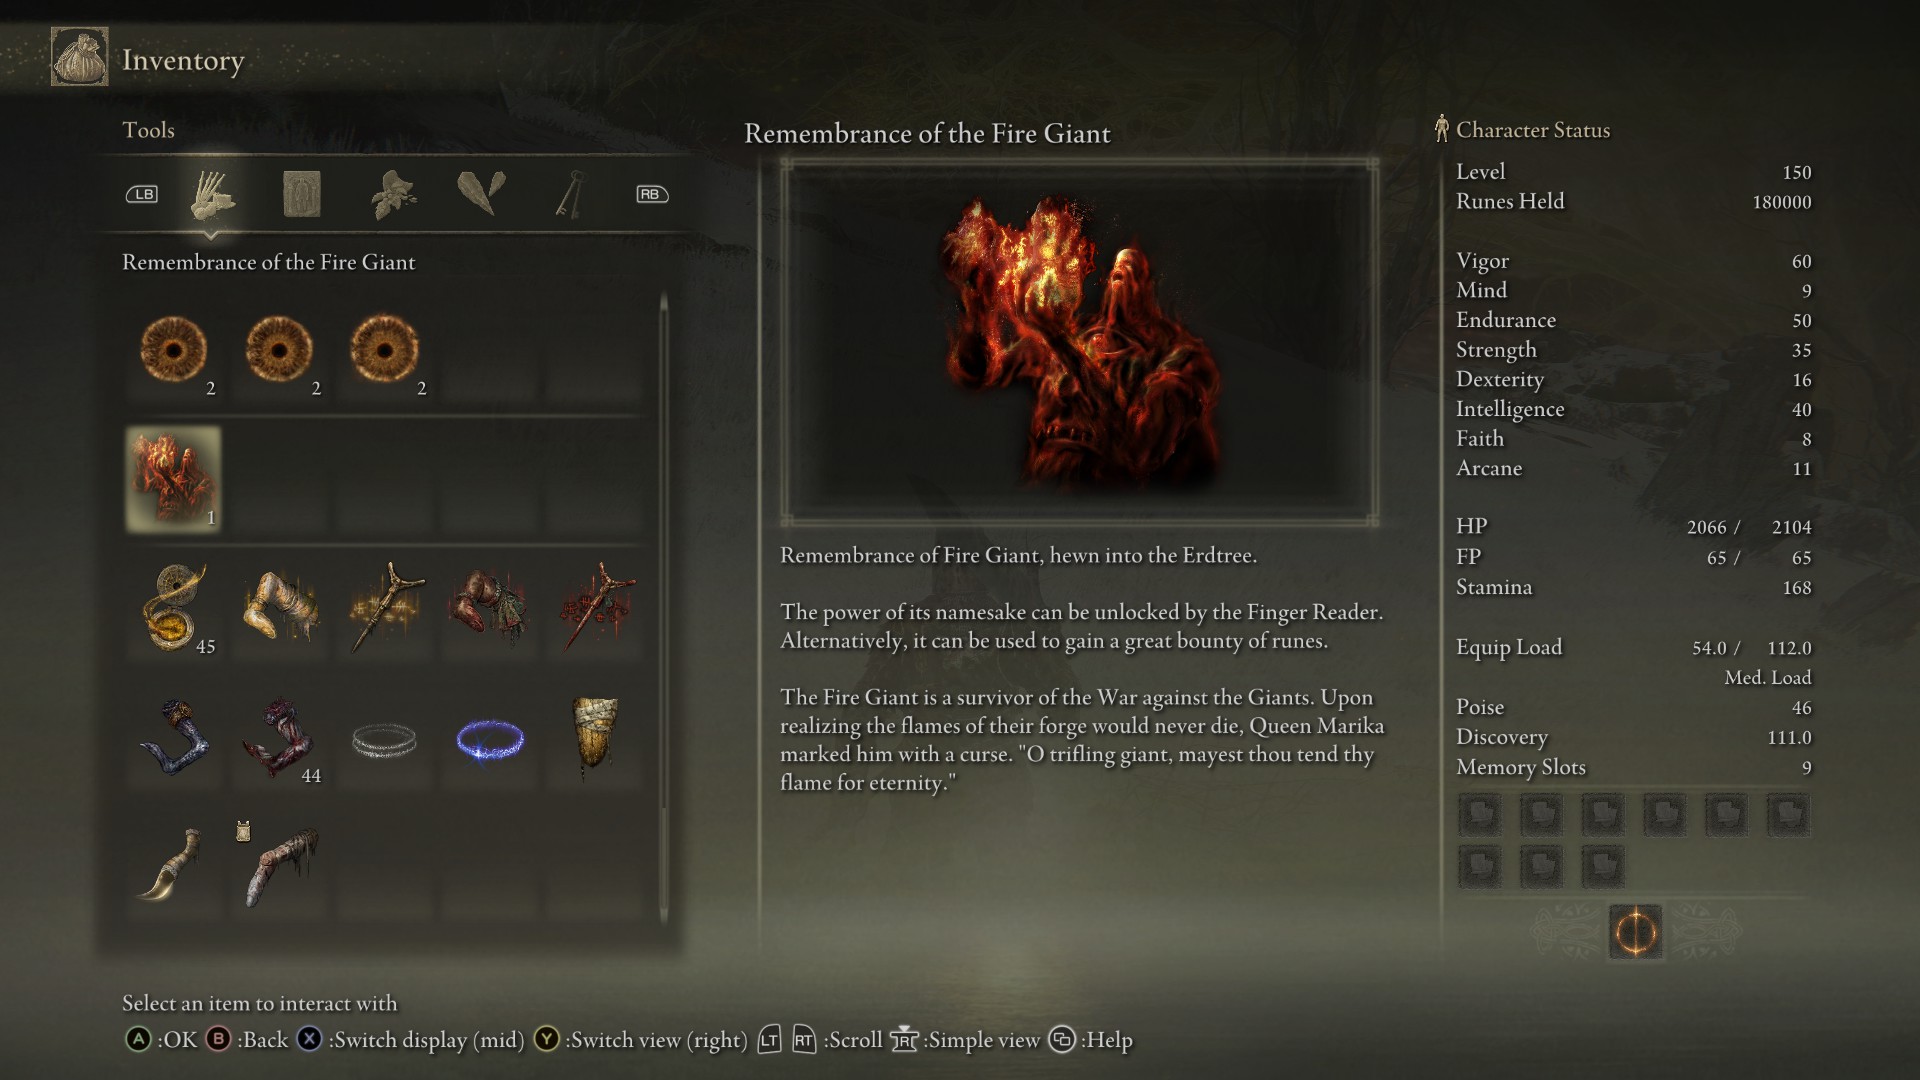 Inventory
Tools
LB
RB
Remembrance of the Fire Giant
2
2
2
1
45
44
Remembrance of the Fire Giant
Remembrance of Fire Giant, hewn into the Erdtree.
The power of its namesake can be unlocked by the Finger Reader.
Alternatively, it can be used to gain a great bounty of runes.
The Fire Giant is a survivor of the War against the Giants. Upon
realizing the flames of their forge would never die, Queen Marika
marked him with a curse. "O trifling giant, mayest thou tend thy
flame for eternity."
Character Status
Level 150
Runes Held 180000
Vigor 60
Mind 9
Endurance 50
Strength 35
Dexterity 16
Intelligence 40
Faith 8
Arcane 11
HP 2066 / 2104
FP 65 / 65
Stamina 168
Equip Load 54.0 / 112.0
Med. Load
Poise 46
Discovery 111.0
Memory Slots 9
Select an item to interact with
A :OK B :Back X :Switch display (mid) Y :Switch view (right) LT RT :Scroll R :Simple view :Help